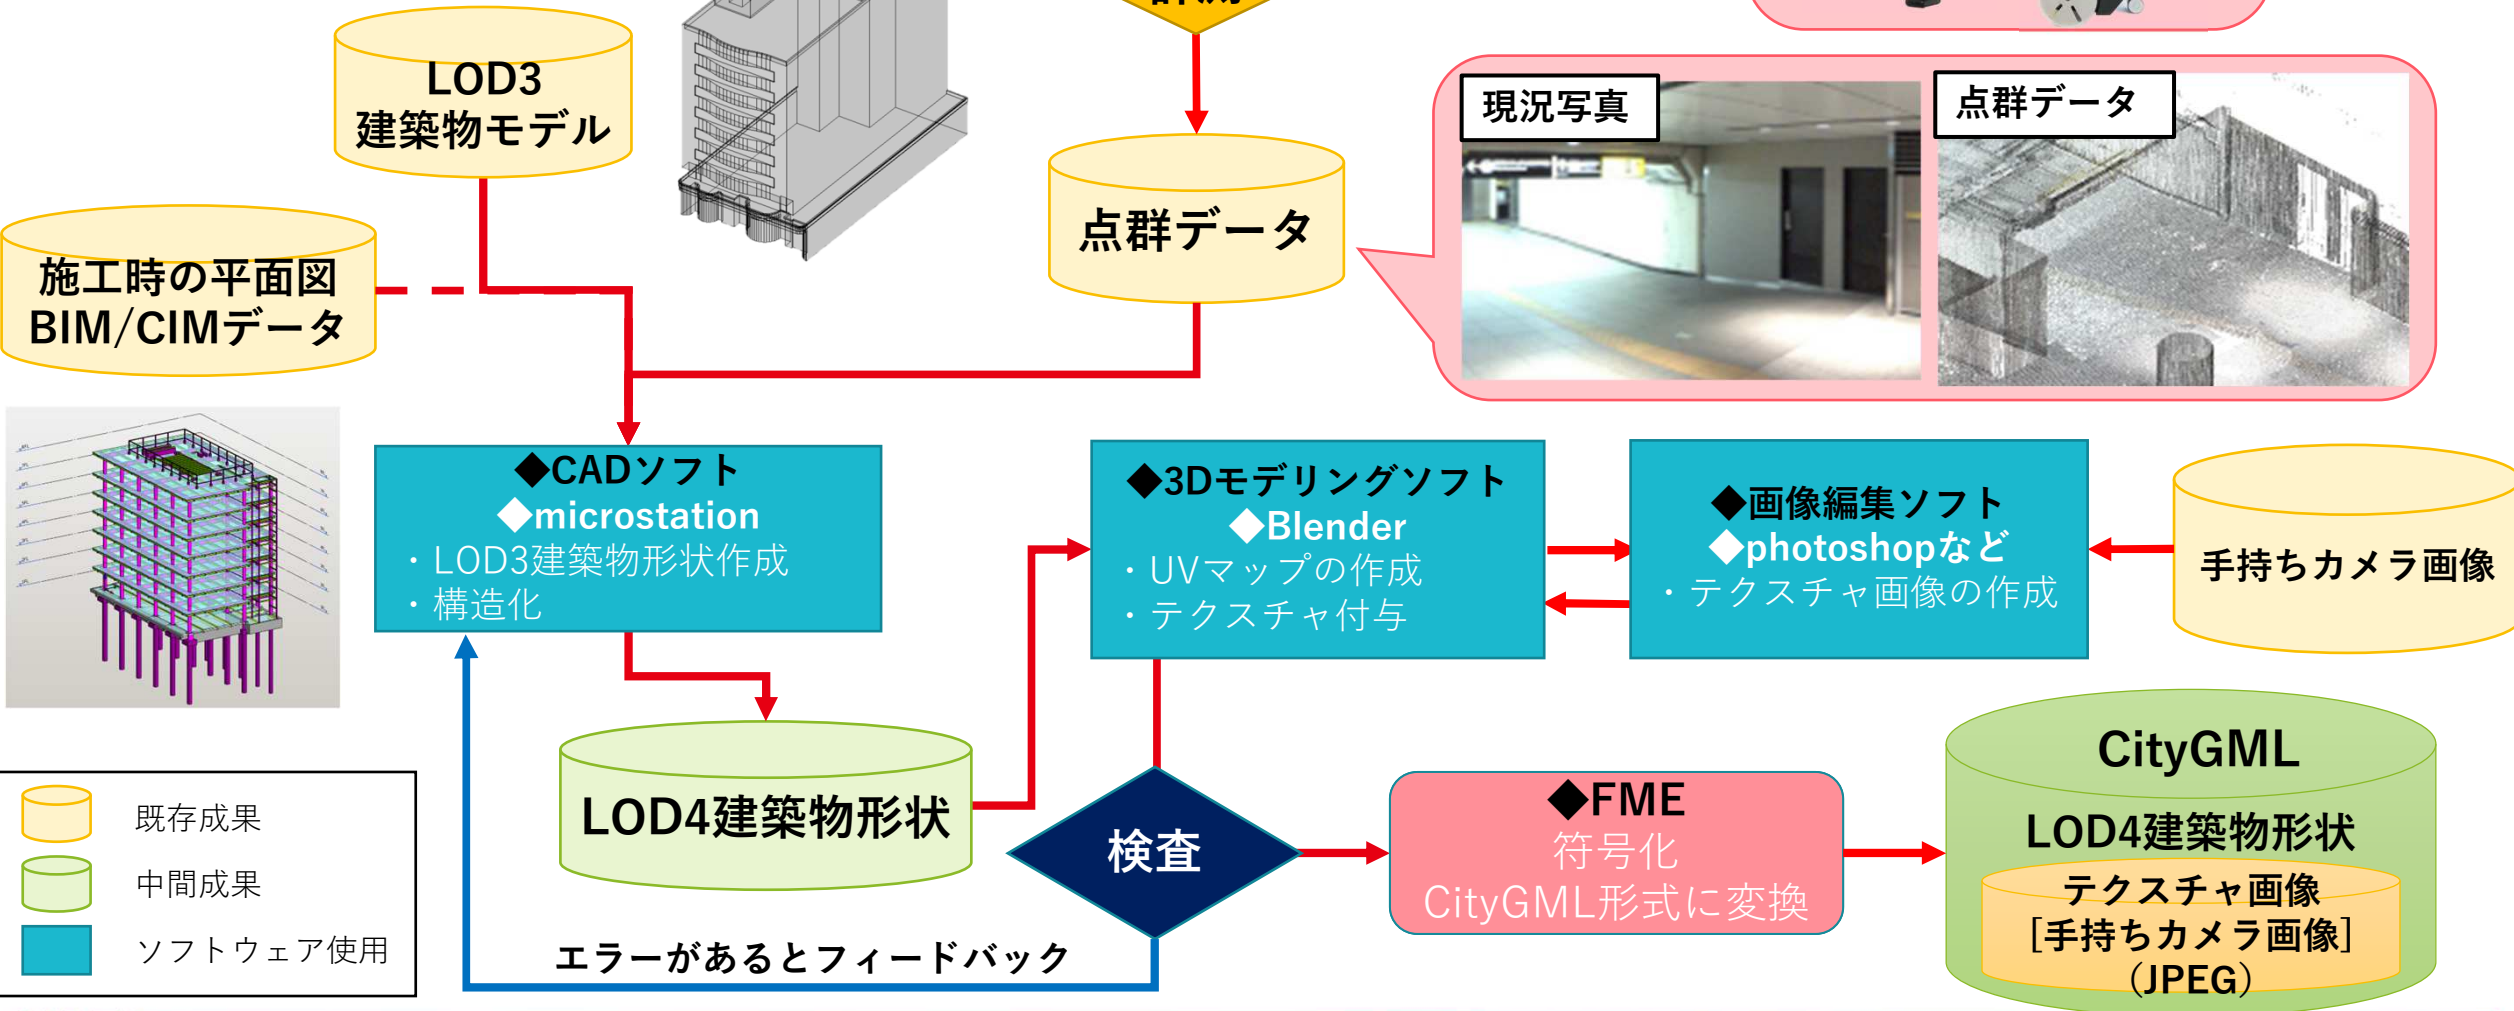 LOD3
建築物モデル
現況写真
点群データ
点群データ
施工時の平面図
BIM/CIMデータ
◆CADソフト
◆microstation
・LOD3建築物形状作成
・構造化
◆3Dモデリングソフト
◆Blender
・UVマップの作成
・テクスチャ付与
◆画像編集ソフト
◆photoshopなど
・テクスチャ画像の作成
手持ちカメラ画像
LOD4建築物形状
検査
◆FME
符号化
CityGML形式に変換
CityGML
LOD4建築物形状
テクスチャ画像
[手持ちカメラ画像]
(JPEG)
エラーがあるとフィードバック
既存成果
中間成果
ソフトウェア使用